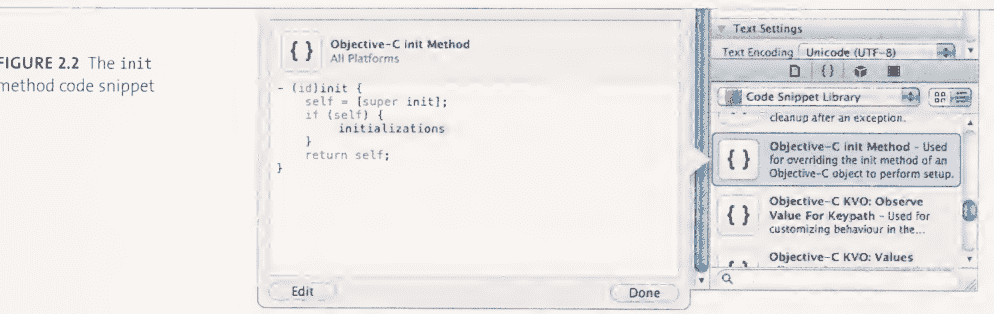 FIGURE 2.2 The init
method code snippet
Objective-C init Method
All Platforms
- (id)init {
self = [super init];
if (self) {
initializations
}
return self;
}
Edit
Done
Text Settings
Text Encoding Unicode (UTF-8)
Code Snippet Library
cleanup after an exception.
Objective-C init Method - Used
for overriding the init method of an
Objective-C object to perform setup.
Objective-C KVO: Observe
Value For Keypath - Used for
customizing behaviour in the...
Objective-C KVO: Values